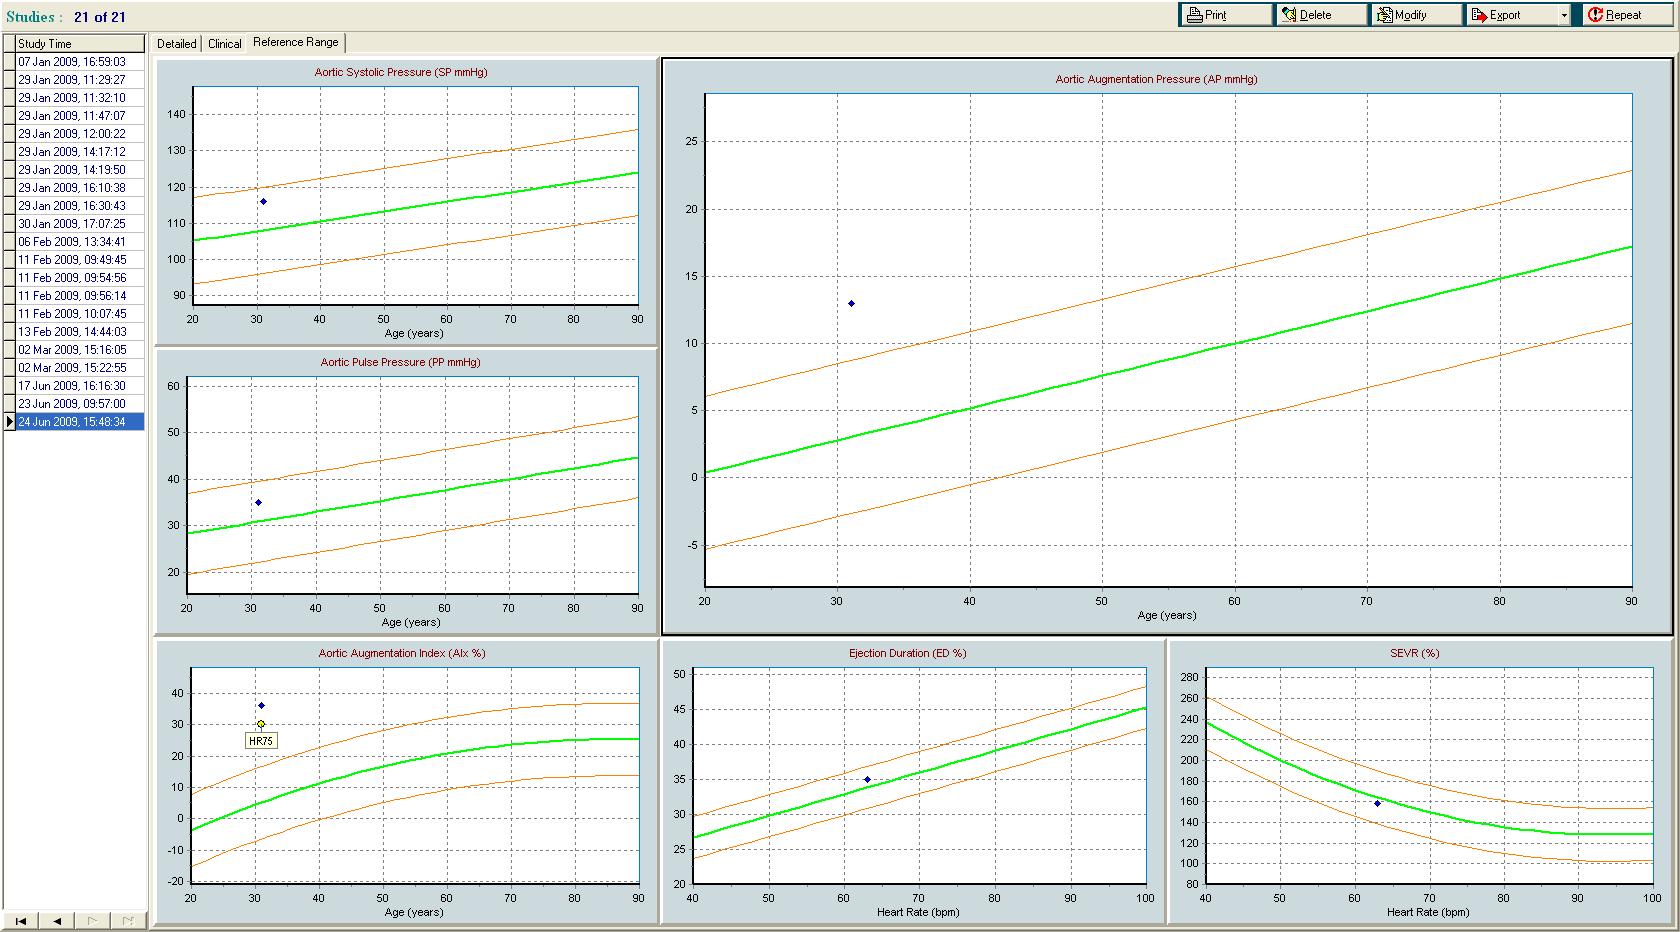 Studies : 21 of 21
Print
Delete
Modify
Export
Repeat
Study Time
07 Jan 2009, 16:59:03
29 Jan 2009, 11:29:27
29 Jan 2009, 11:32:10
29 Jan 2009, 11:47:07
29 Jan 2009, 12:00:22
29 Jan 2009, 14:17:12
29 Jan 2009, 14:19:50
29 Jan 2009, 16:10:38
29 Jan 2009, 16:30:43
30 Jan 2009, 17:07:25
06 Feb 2009, 13:34:41
11 Feb 2009, 09:49:45
11 Feb 2009, 09:54:56
11 Feb 2009, 09:56:14
11 Feb 2009, 10:07:45
13 Feb 2009, 14:44:03
02 Mar 2009, 15:16:05
02 Mar 2009, 15:22:55
17 Jun 2009, 16:16:30
23 Jun 2009, 09:57:00
24 Jun 2009, 15:48:34
Detailed
Clinical
Reference Range
Aortic Systolic Pressure (SP mmHg)
140
130
120
110
100
90
20 30 40 50 60 70 80 90
Age (years)
Aortic Pulse Pressure (PP mmHg)
60
50
40
30
20
20 30 40 50 60 70 80 90
Age (years)
Aortic Augmentation Pressure (AP mmHg)
25
20
15
10
5
0
-5
20 30 40 50 60 70 80 90
Age (years)
Aortic Augmentation Index (AIx %)
40
30
20
10
0
-10
-20
HR75
20 30 40 50 60 70 80 90
Age (years)
Ejection Duration (ED %)
50
45
40
35
30
25
20
40 50 60 70 80 90 100
Heart Rate (bpm)
SEVR (%)
280
260
240
220
200
180
160
140
120
100
80
40 50 60 70 80 90 100
Heart Rate (bpm)